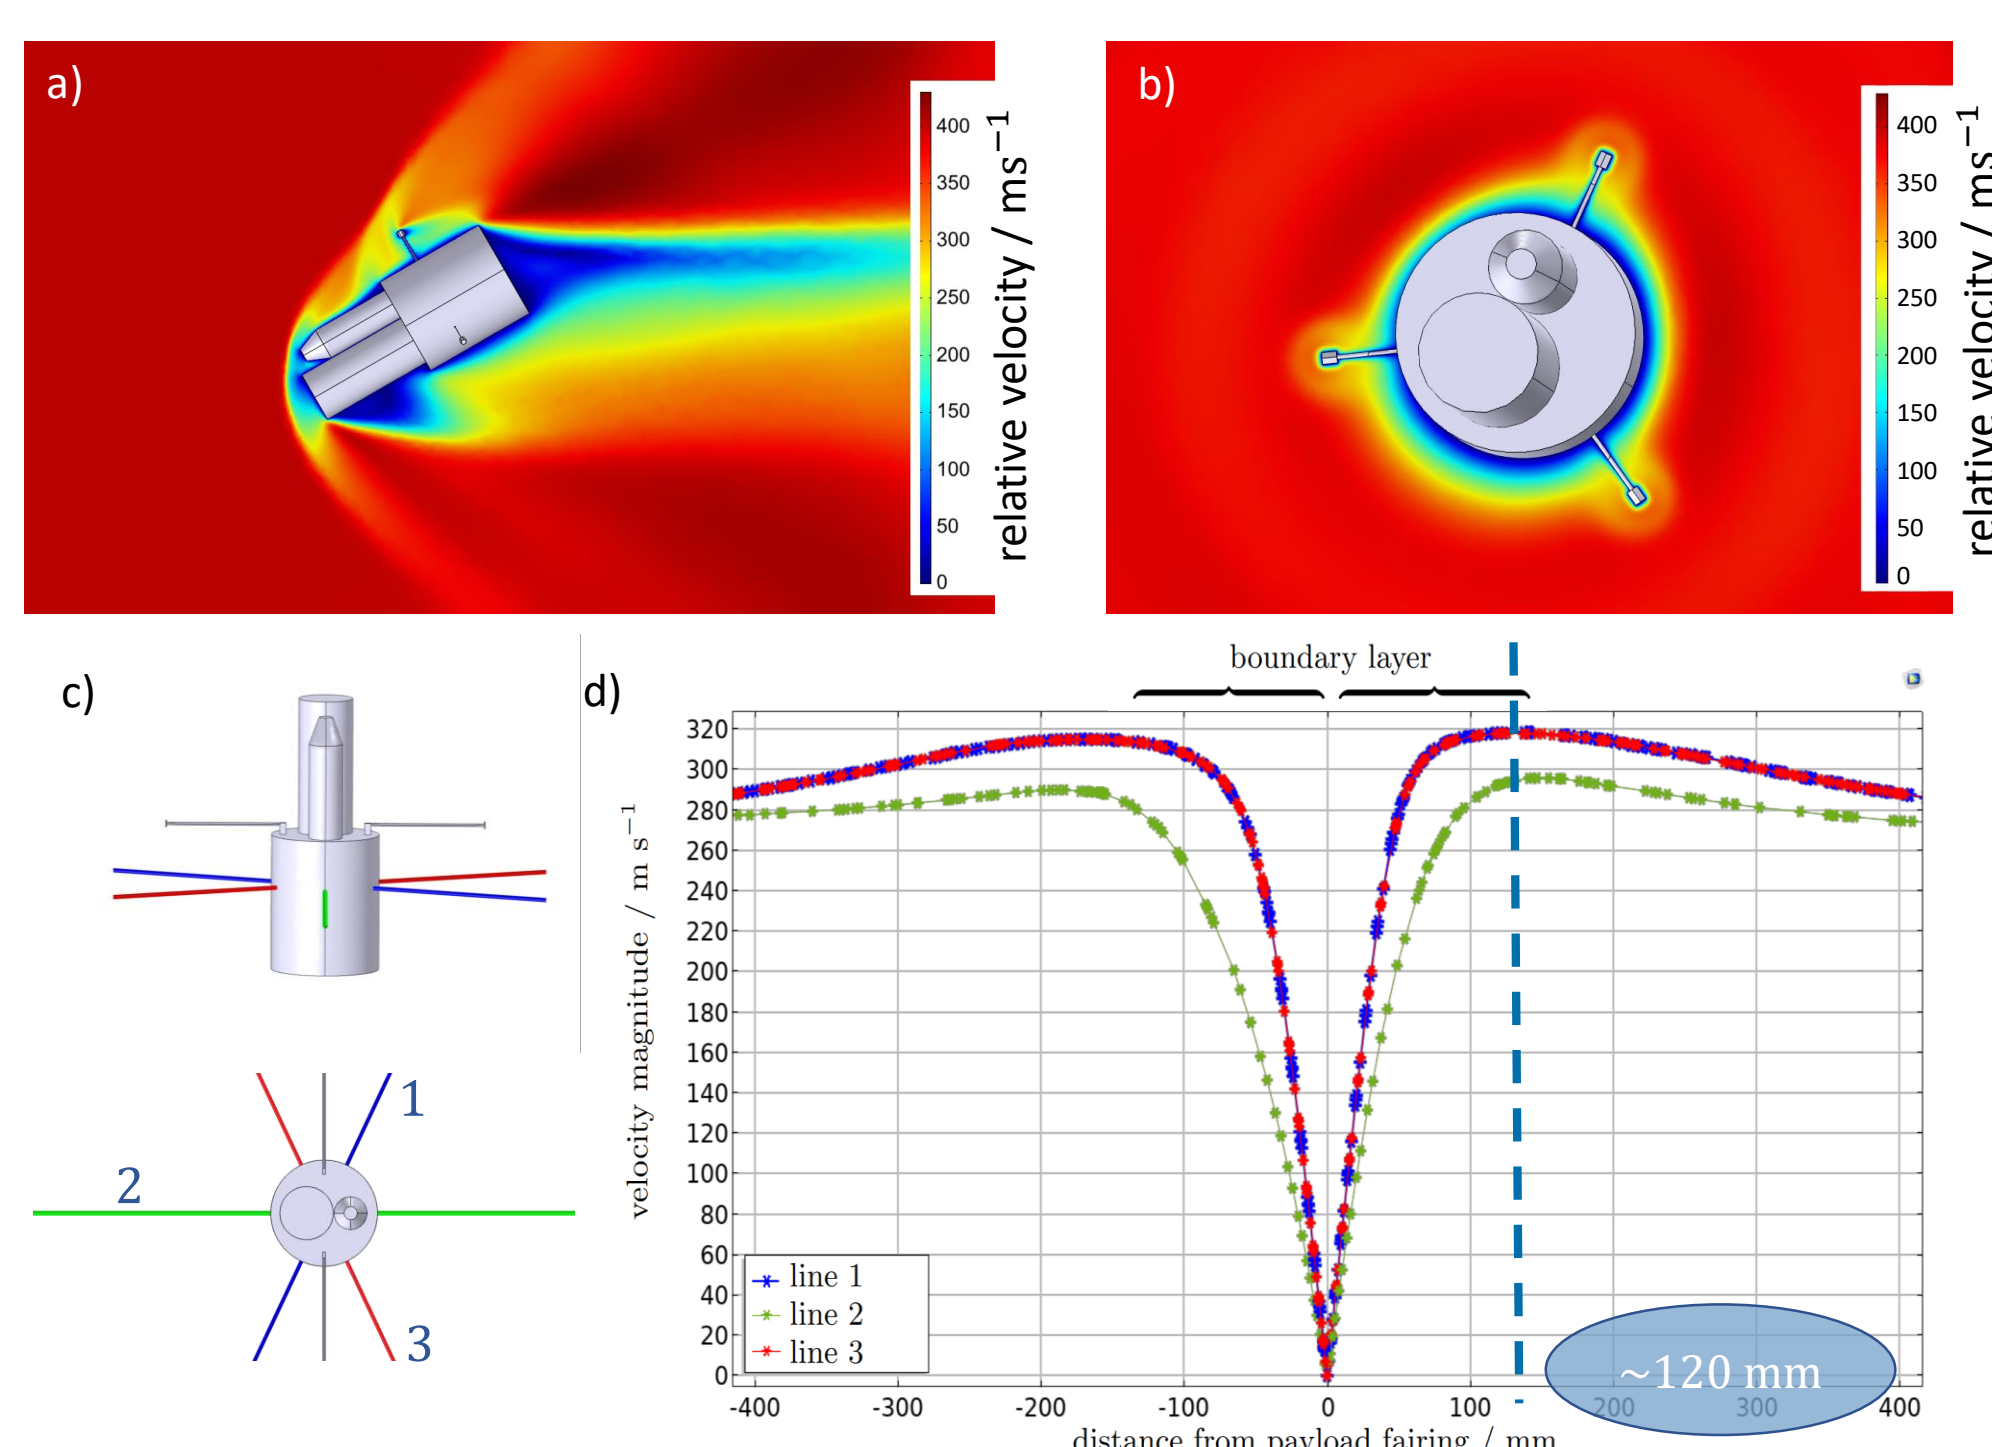 a)
400
350
300
250
200
150
100
50
0
relative velocity / ms⁻¹
b)
400
350
300
250
200
150
100
50
0
relative velocity / ms⁻¹
c)
1
2
3
d)
boundary layer
320
300
280
260
240
220
200
180
160
140
120
100
80
60
40
20
0
velocity magnitude / m s⁻¹
line 1
line 2
line 3
~120 mm
-400 -300 -200 -100 0 100 200 300 400
distance from payload fairing / mm